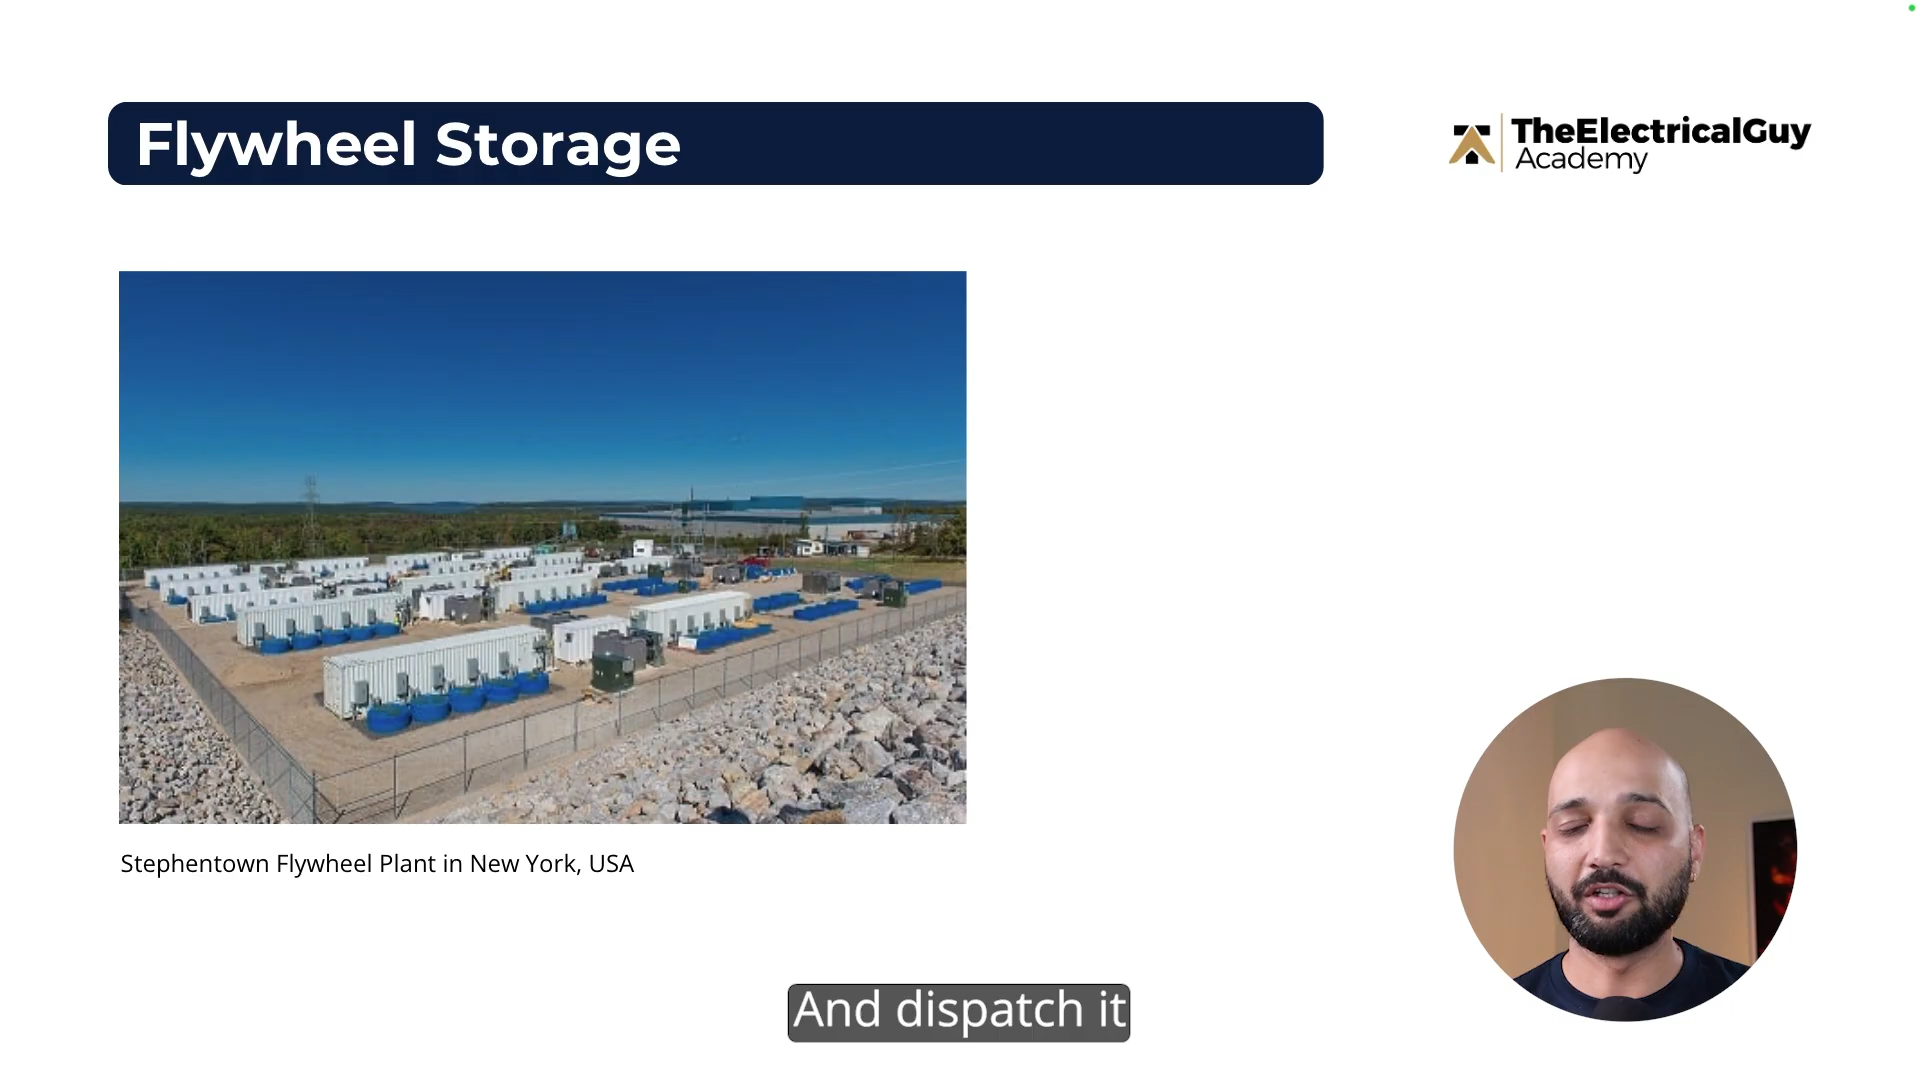 Flywheel Storage
TheElectricalGuy
Academy
Stephentown Flywheel Plant in New York, USA
And dispatch it